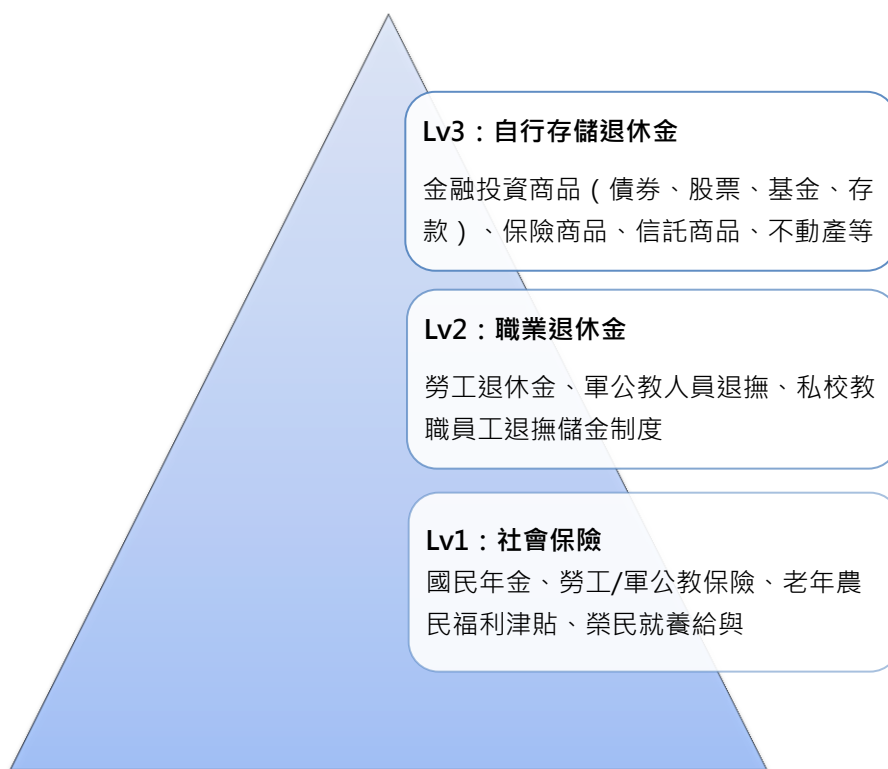 Lv3：自行存儲退休金
金融投資商品（債券、股票、基金、存
款）、保險商品、信託商品、不動產等
Lv2：職業退休金
勞工退休金、軍公教人員退撫、私校教
職員工退撫儲金制度
Lv1：社會保險
國民年金、勞工/軍公教保險、老年農
民福利津貼、榮民就養給與